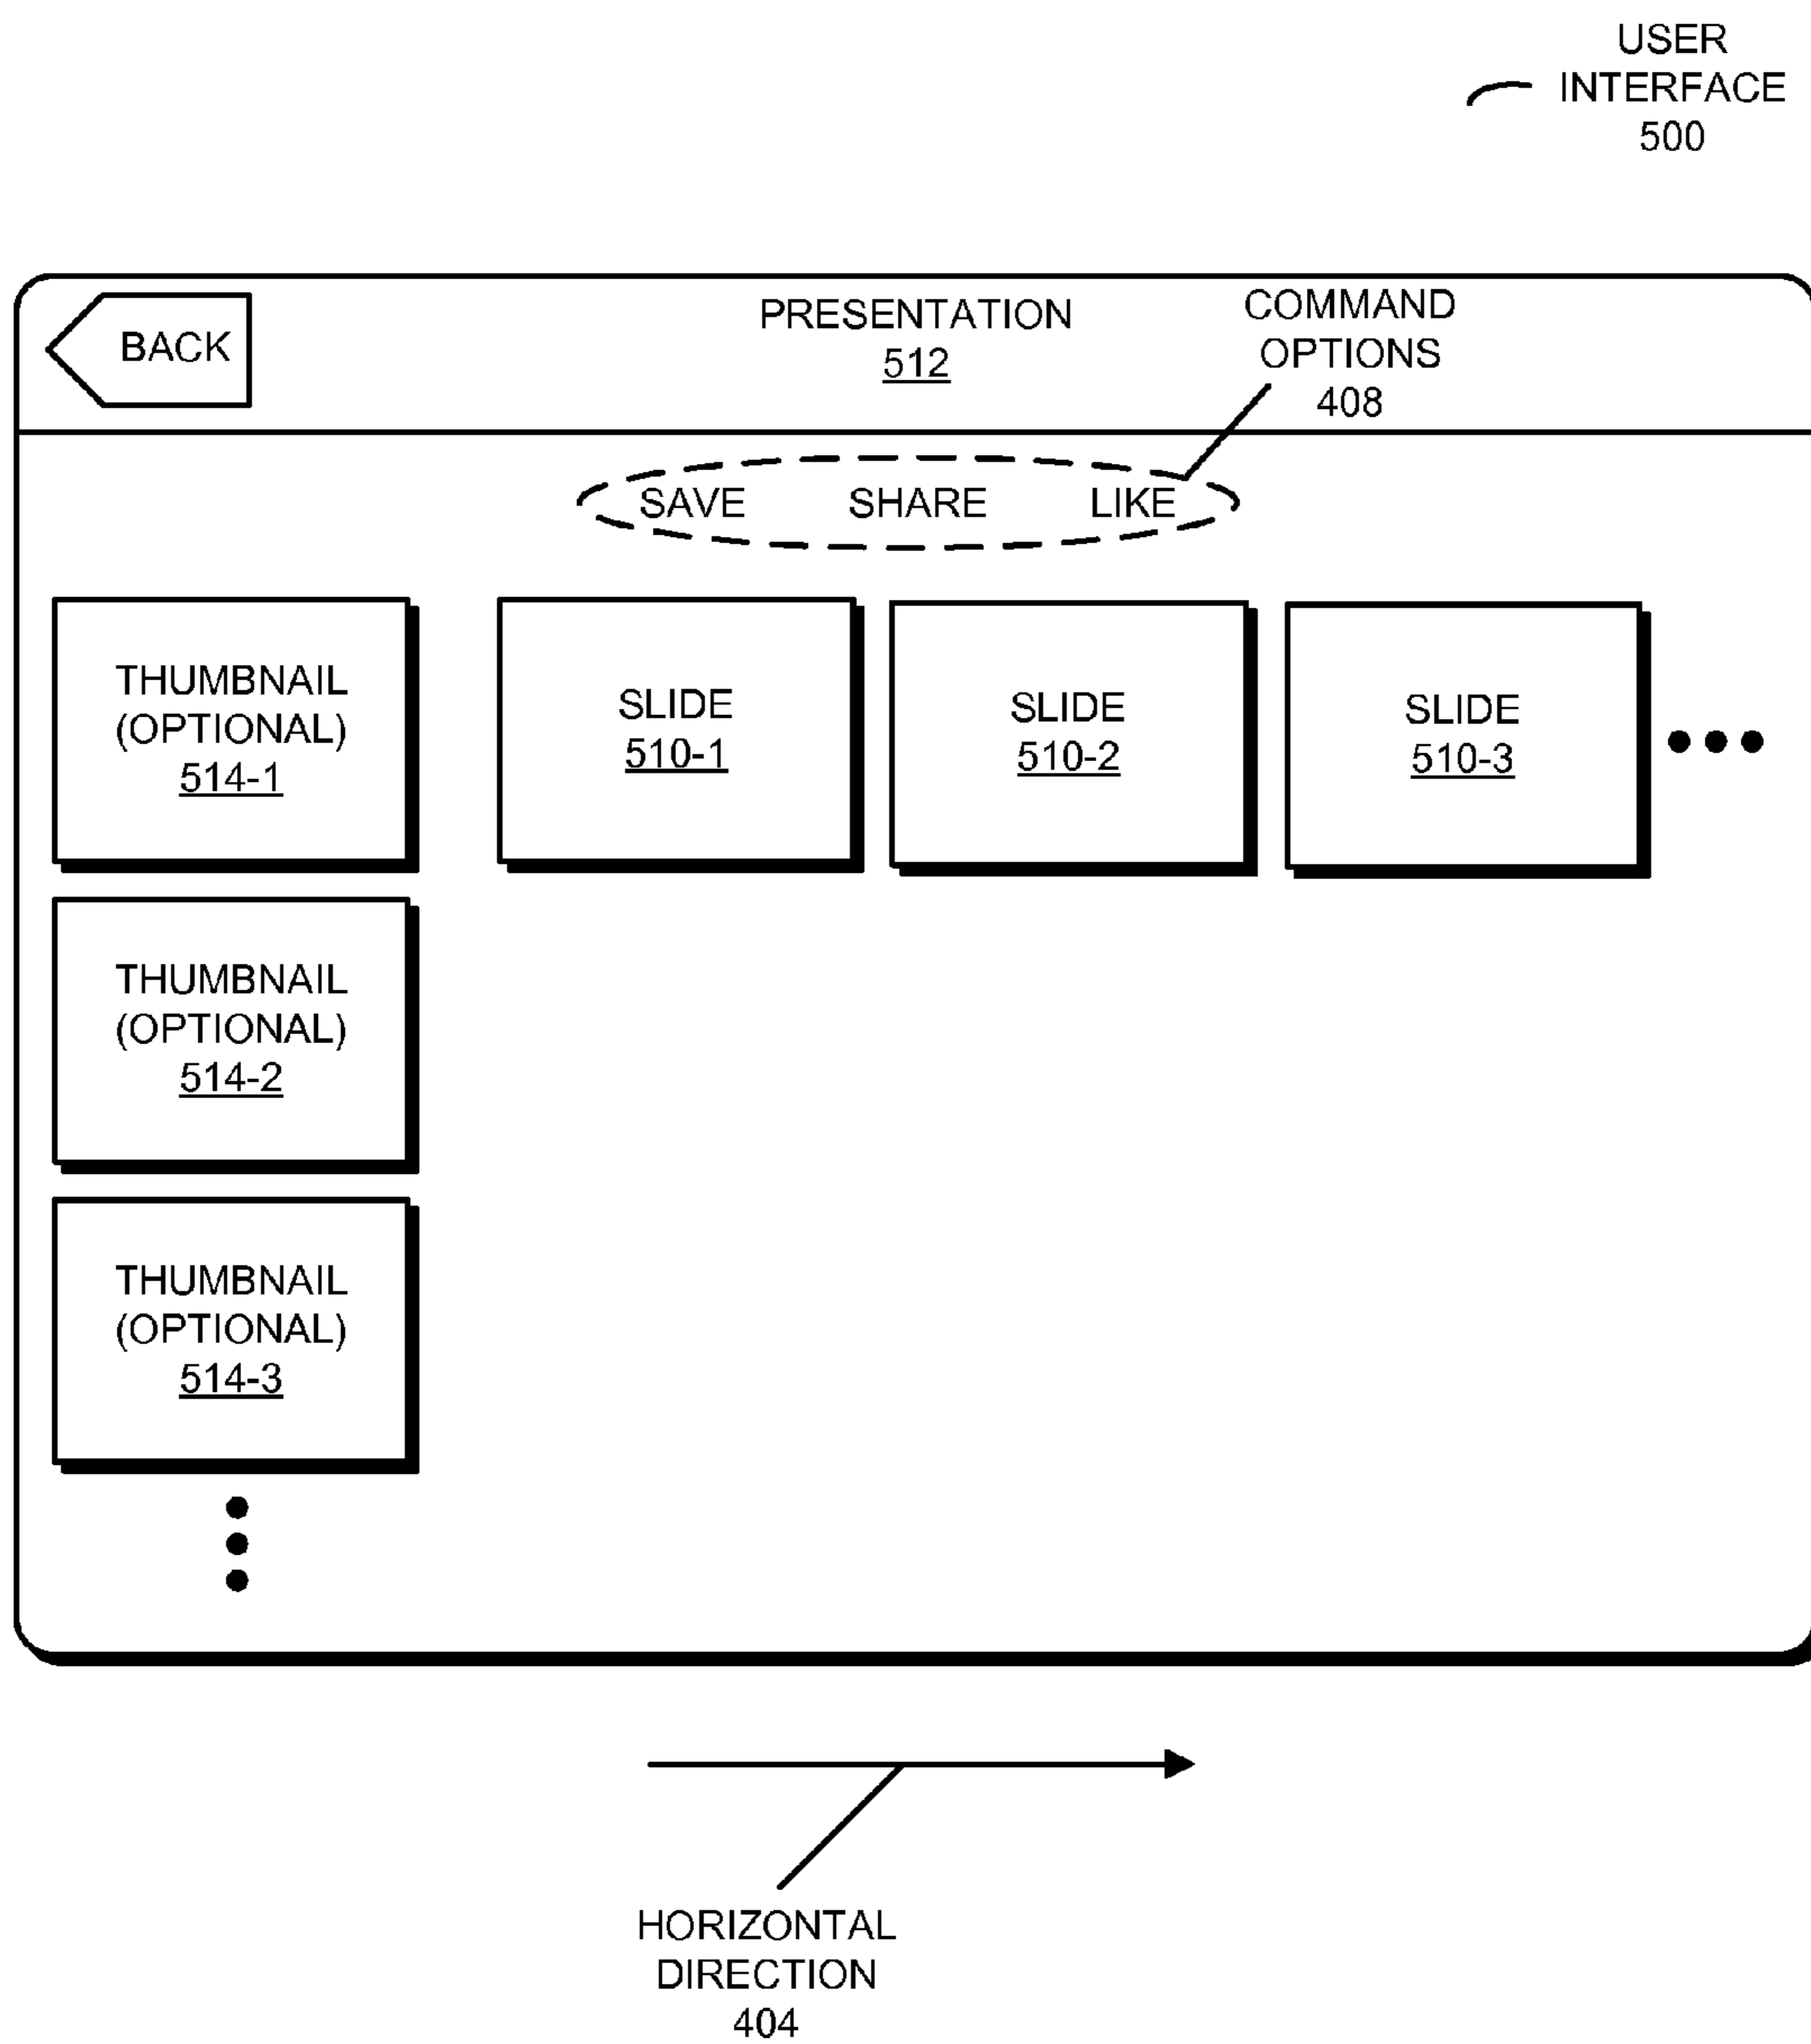 USER
INTERFACE
500
BACK
PRESENTATION
512
COMMAND
OPTIONS
408
SAVE SHARE LIKE
THUMBNAIL
(OPTIONAL)
514-1
SLIDE
510-1
SLIDE
510-2
SLIDE
510-3
THUMBNAIL
(OPTIONAL)
514-2
THUMBNAIL
(OPTIONAL)
514-3
HORIZONTAL
DIRECTION
404